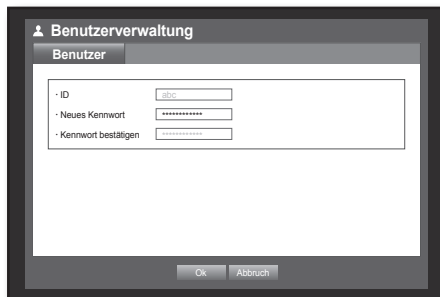 Benutzerverwaltung
Benutzer
· ID abc
· Neues Kennwort ************
· Kennwort bestätigen ************
Ok Abbruch